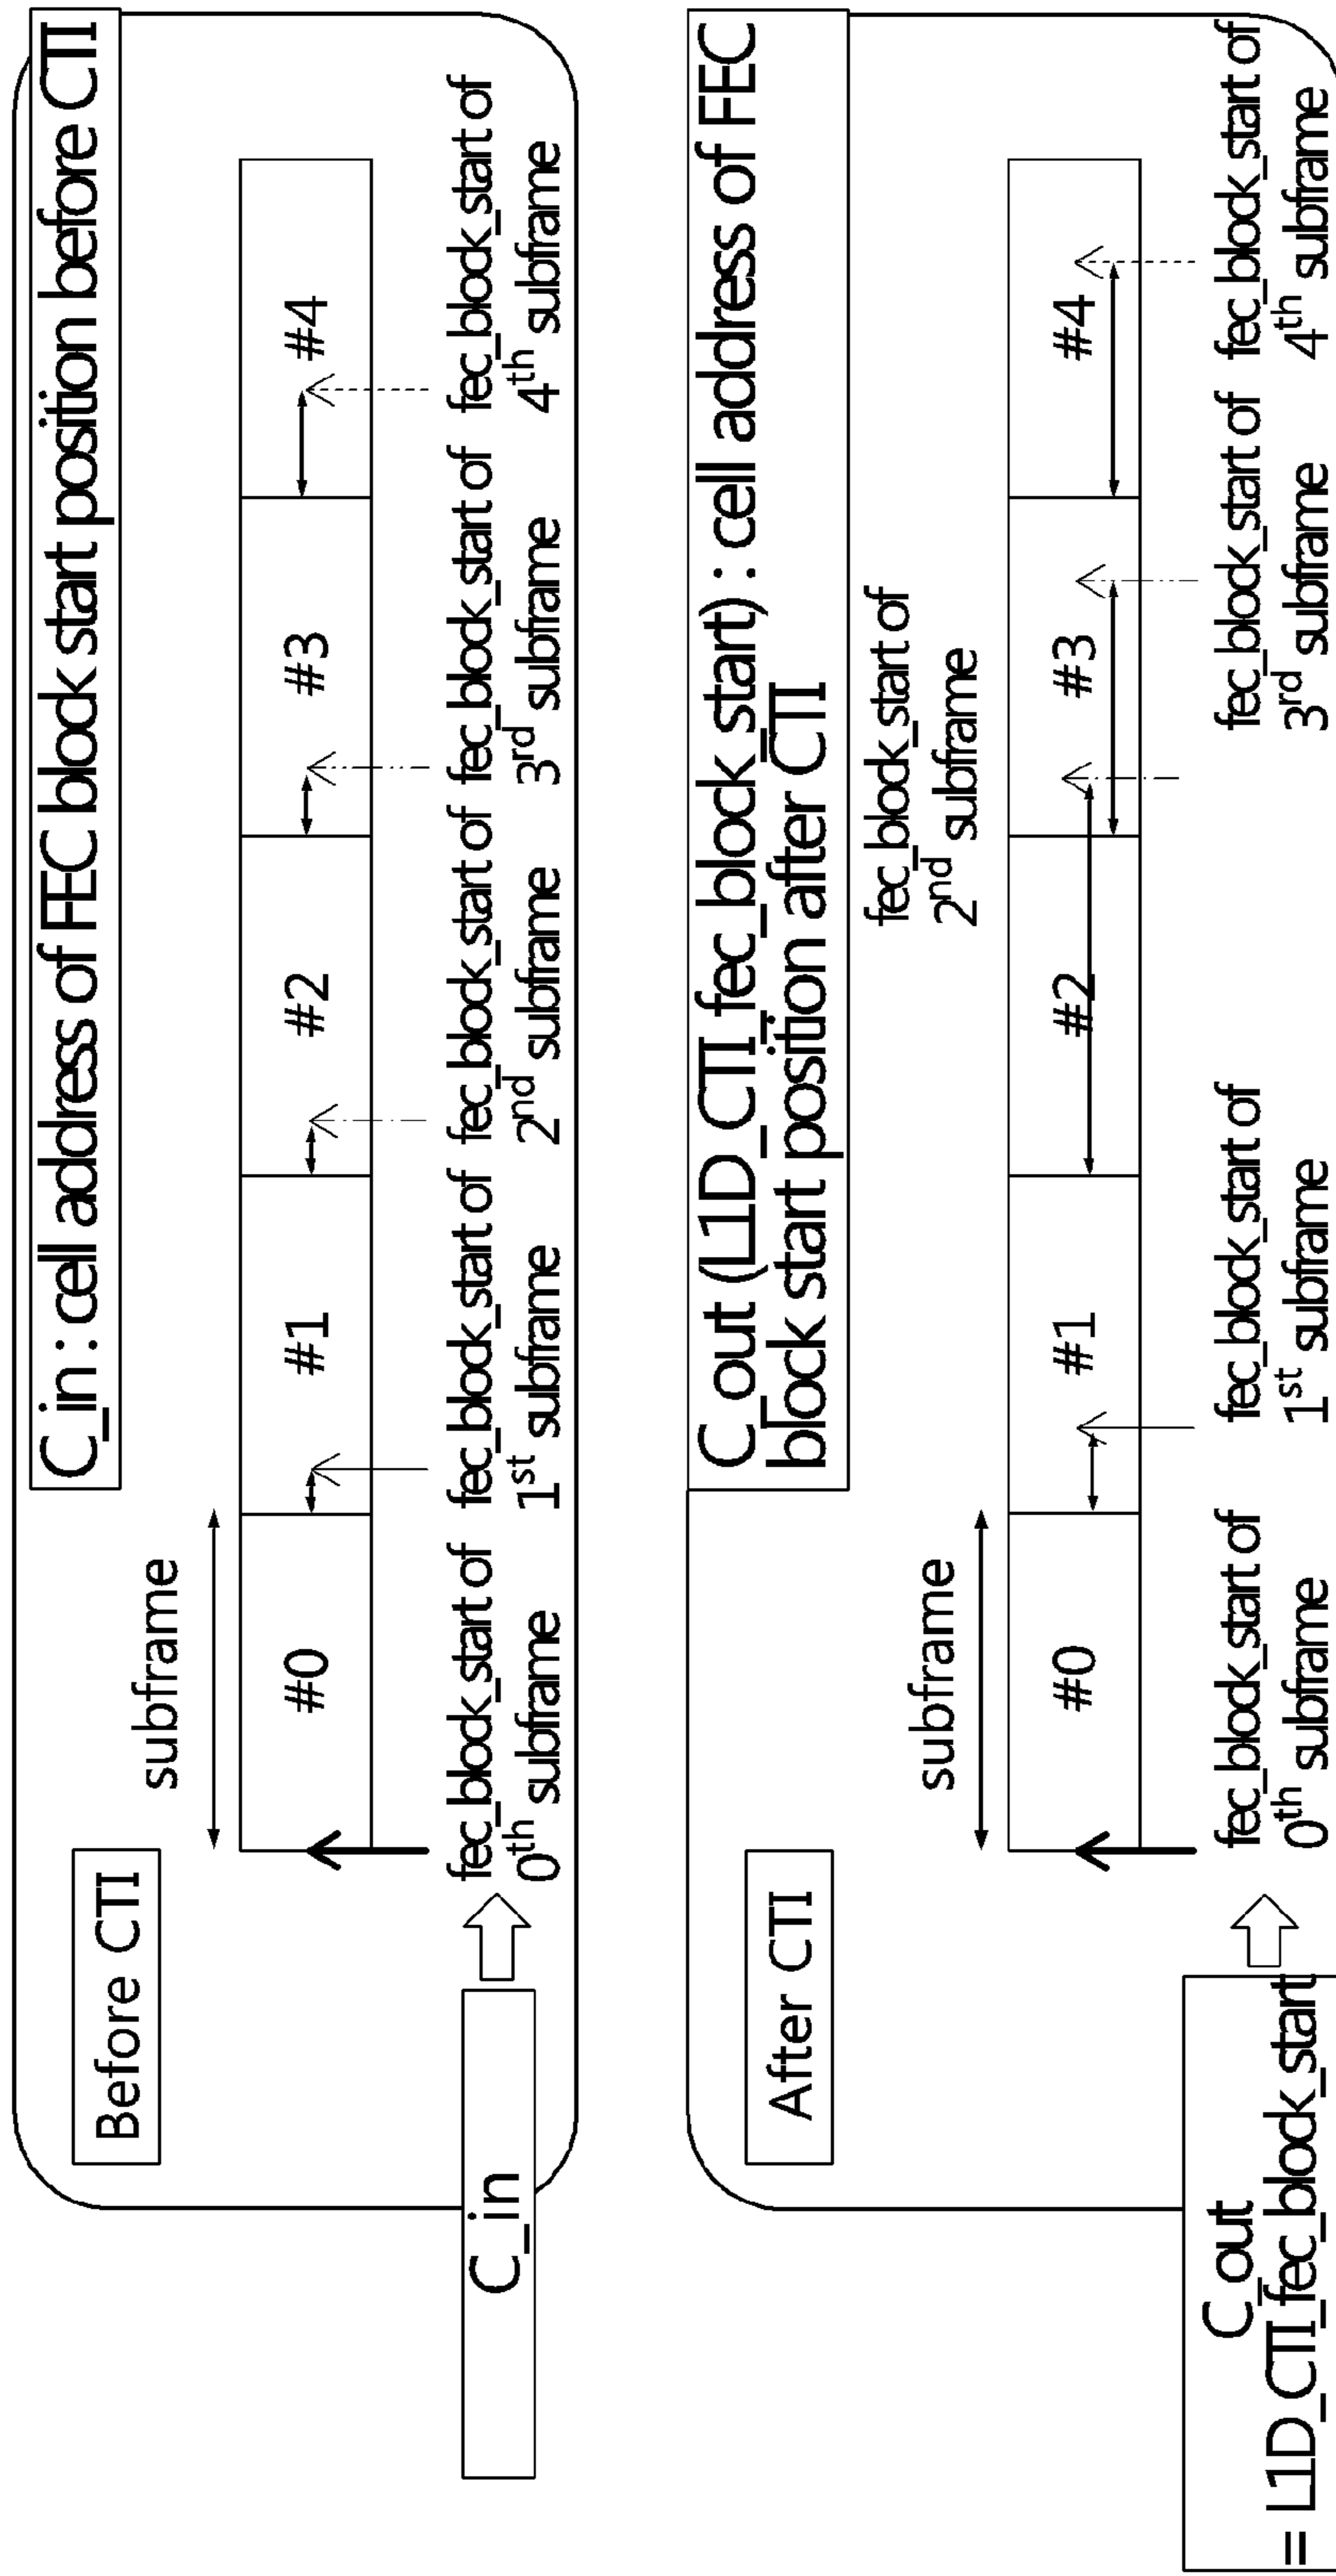 C_in : cell address of FEC block start position before CTI
Before CTI
subframe
#0
#1
#2
#3
#4
C_in
fec_block_start of
0th subframe
fec_block_start of
1st subframe
fec_block_start of
2nd subframe
fec_block_start of
3rd subframe
fec_block_start of
4th subframe
C_out (L1D_CTI_fec_block_start) : cell address of FEC
block start position after CTI
After CTI
fec_block_start of
2nd subframe
subframe
#0
#1
#2
#3
#4
C_out
= L1D_CTI_fec_block_start
fec_block_start of
0th subframe
fec_block_start of
1st subframe
fec_block_start of
3rd subframe
fec_block_start of
4th subframe